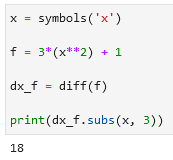 x = symbols('x')
f = 3*(x**2) + 1
dx_f = diff(f)
print(dx_f.subs(x, 3))
18